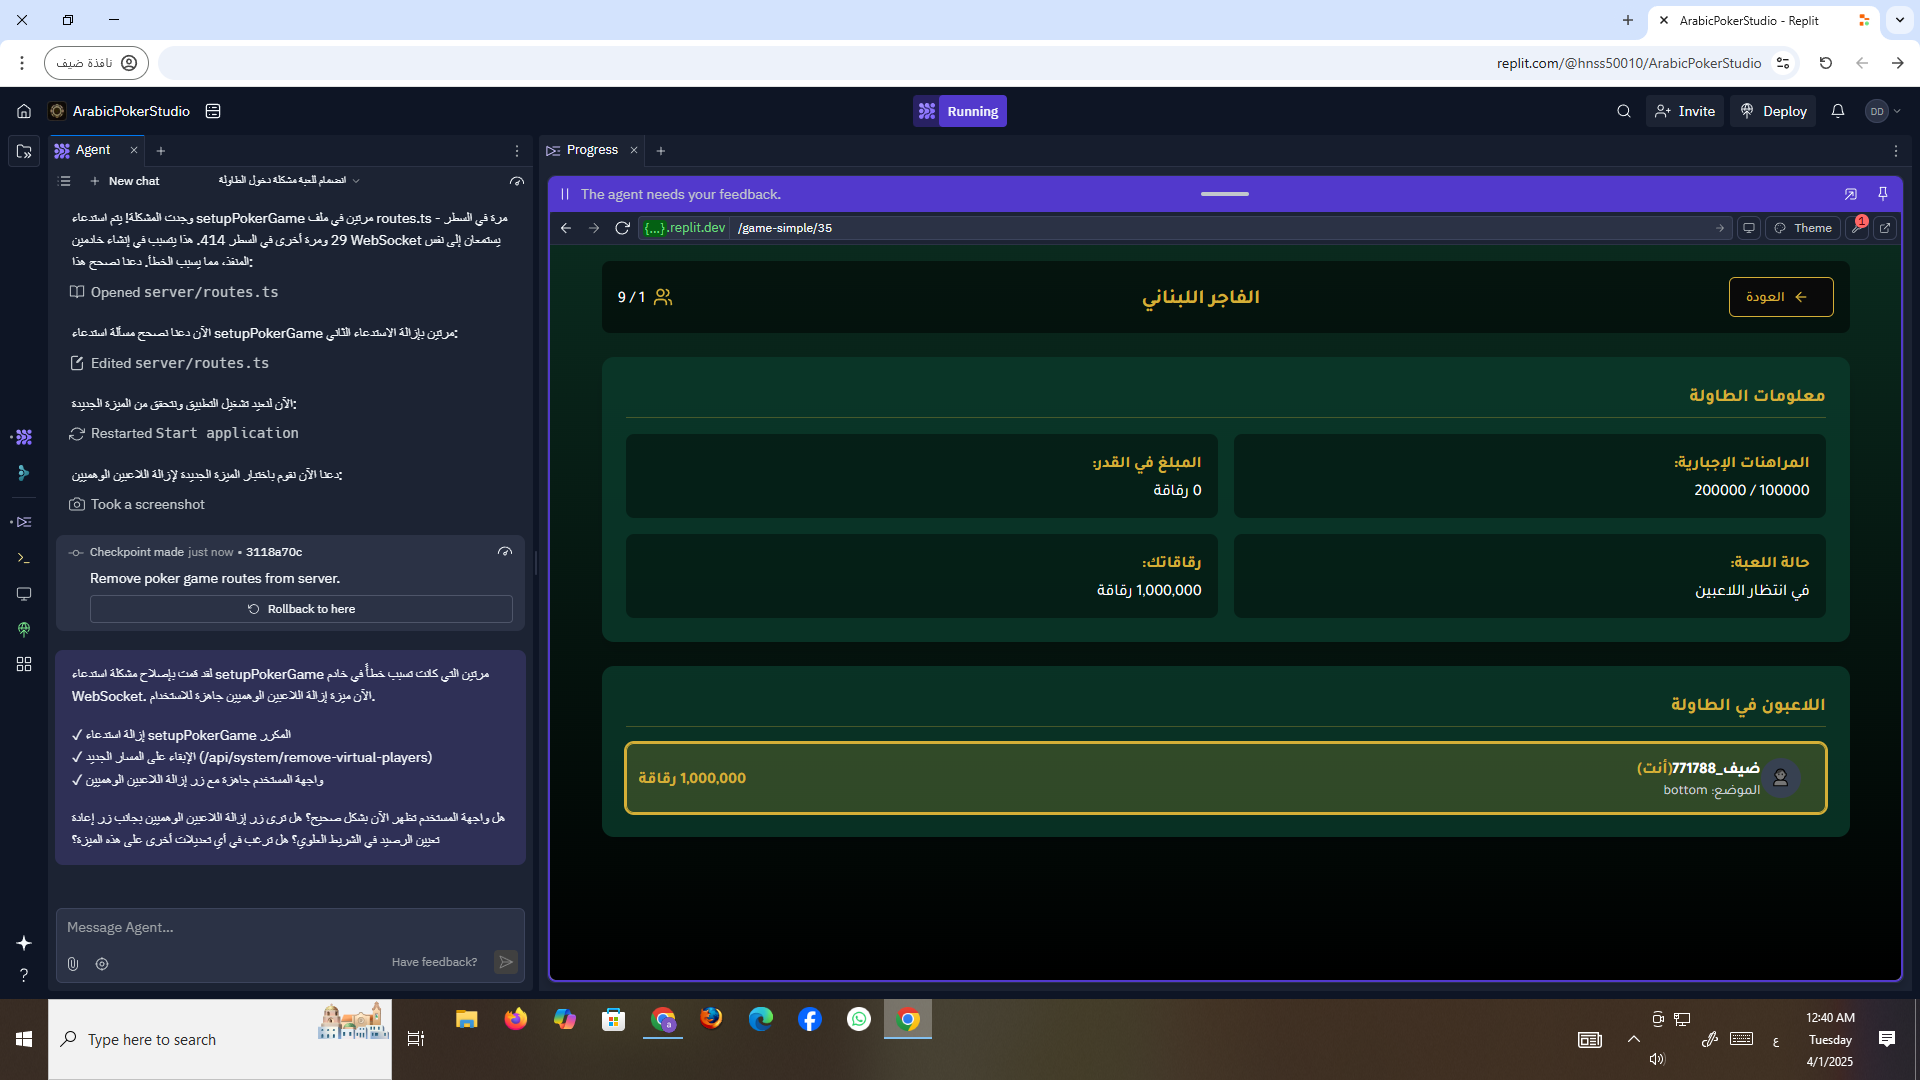 ArabicPokerStudio - Replit
نافذة ضيف
replit.com/@hnss50010/ArabicPokerStudio
ArabicPokerStudio
Running
Invite
Deploy
DD
Agent
Progress
New chat
انضمام للعبة مشكلة دخول الطاولة
وجدت المشكلة! يتم استدعاء setupPokerGame مرتين في ملف routes.ts - مرة في السطر
29 ومرة أخرى في السطر 414. هذا يتسبب في إنشاء خادمين WebSocket يستمعان إلى نفس
المنفذ، مما يسبب الخطأ. دعنا نصحح هذا:
Opened server/routes.ts
الآن دعنا نصحح مسألة استدعاء setupPokerGame مرتين بإزالة الاستدعاء الثاني:
Edited server/routes.ts
الآن لنعيد تشغيل التطبيق ونتحقق من الميزة الجديدة:
Restarted Start application
دعنا الآن نقوم باختبار الميزة الجديدة لإزالة اللاعبين الوهميين:
Took a screenshot
Checkpoint made just now • 3118a70c
Remove poker game routes from server.
Rollback to here
لقد قمت بإصلاح مشكلة استدعاء setupPokerGame مرتين التي كانت تسبب خطأً في خادم
WebSocket. الآن ميزة إزالة اللاعبين الوهميين جاهزة للاستخدام.
✓ إزالة استدعاء setupPokerGame المكرر
✓ الإبقاء على المسار الجديد (/api/system/remove-virtual-players)
✓ واجهة المستخدم جاهزة مع زر إزالة اللاعبين الوهميين
هل واجهة المستخدم تظهر الآن بشكل صحيح؟ هل ترى زر إزالة اللاعبين الوهميين بجانب زر إعادة
تعيين الرصيد في الشريط العلوي؟ هل ترغب في أي تعديلات أخرى على هذه الميزة؟
Message Agent...
Have feedback?
The agent needs your feedback.
{...}.replit.dev
/game-simple/35
Theme
1
العودة
الفاجر اللبناني
9 / 1
معلومات الطاولة
المراهنات الإجبارية:
200000 / 100000
المبلغ في القدر:
0 رقاقة
حالة اللعبة:
في انتظار اللاعبين
رقاقاتك:
1,000,000 رقاقة
اللاعبون في الطاولة
ضيف_771788(أنت)
الموضع: bottom
1,000,000 رقاقة
Type here to search
ع
12:40 AM
Tuesday
4/1/2025